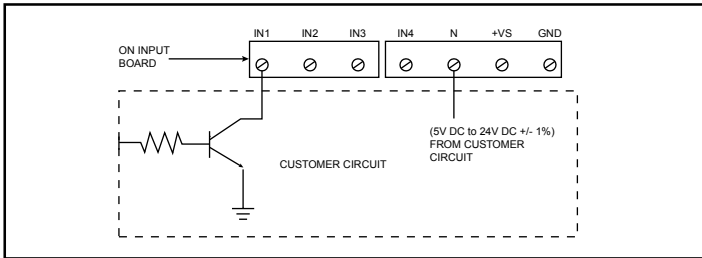 IN1 IN2 IN3 IN4 N +VS GND
ON INPUT
BOARD
(5V DC to 24V DC +/- 1%)
FROM CUSTOMER
CIRCUIT
CUSTOMER CIRCUIT